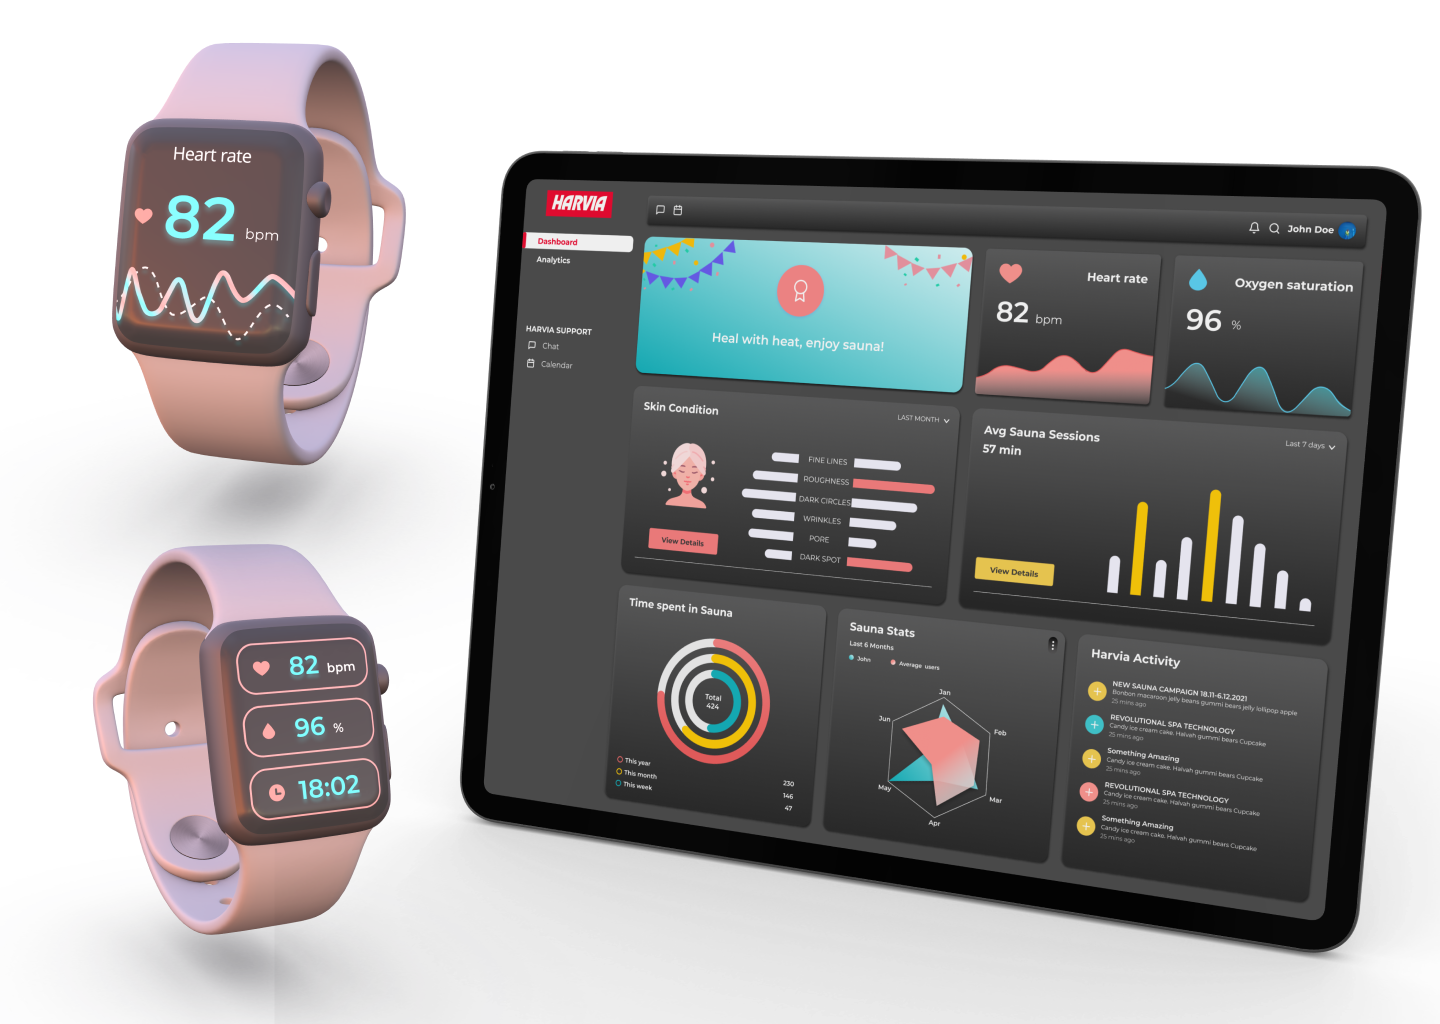 Heart rate
82 bpm
82 bpm
96 %
18:02
HARVIA
John Doe
Dashboard
Analytics
HARVIA SUPPORT
Chat
Calendar
Heal with heat, enjoy sauna!
Heart rate
82 bpm
Oxygen saturation
96 %
Skin Condition
LAST MONTH
FINE LINES
ROUGHNESS
DARK CIRCLES
WRINKLES
PORE
DARK SPOT
View Details
Avg Sauna Sessions
57 min
Last 7 days
View Details
Time spent in Sauna
Total
424
This year 230
This month 146
This week 47
Sauna Stats
Last 6 Months
John
Average users
Jan
Feb
Mar
Apr
May
Jun
Harvia Activity
NEW SAUNA CAMPAIGN 18.11-6.12.2021
Bonbon macaroon jelly beans gummi bears jelly lollipop apple
25 mins ago
REVOLUTIONAL SPA TECHNOLOGY
Candy ice cream cake. Halvah gummi bears Cupcake
25 mins ago
Something Amazing
Candy ice cream cake. Halvah gummi bears Cupcake
25 mins ago
REVOLUTIONAL SPA TECHNOLOGY
Candy ice cream cake. Halvah gummi bears Cupcake
25 mins ago
Something Amazing
Candy ice cream cake. Halvah gummi bears Cupcake
25 mins ago